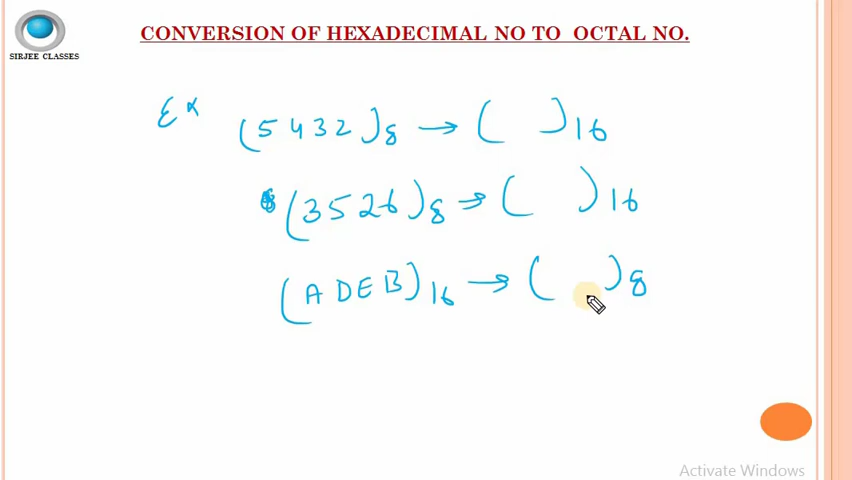 CONVERSION OF HEXADECIMAL NO TO OCTAL NO.
SIRJEE CLASSES
Ex (5432)8 → ( )16
(3526)8 → ( )16
(ADEB)16 → ( )8
Activate Windows